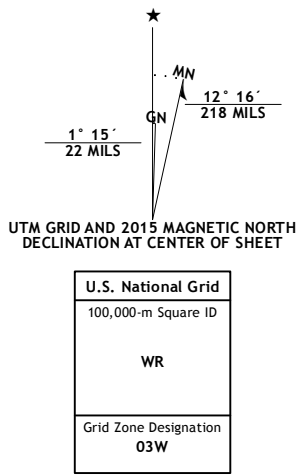 ★
MN
GN
12° 16´
218 MILS
1° 15´
22 MILS
UTM GRID AND 2015 MAGNETIC NORTH
DECLINATION AT CENTER OF SHEET
U.S. National Grid
100,000-m Square ID
WR
Grid Zone Designation
03W